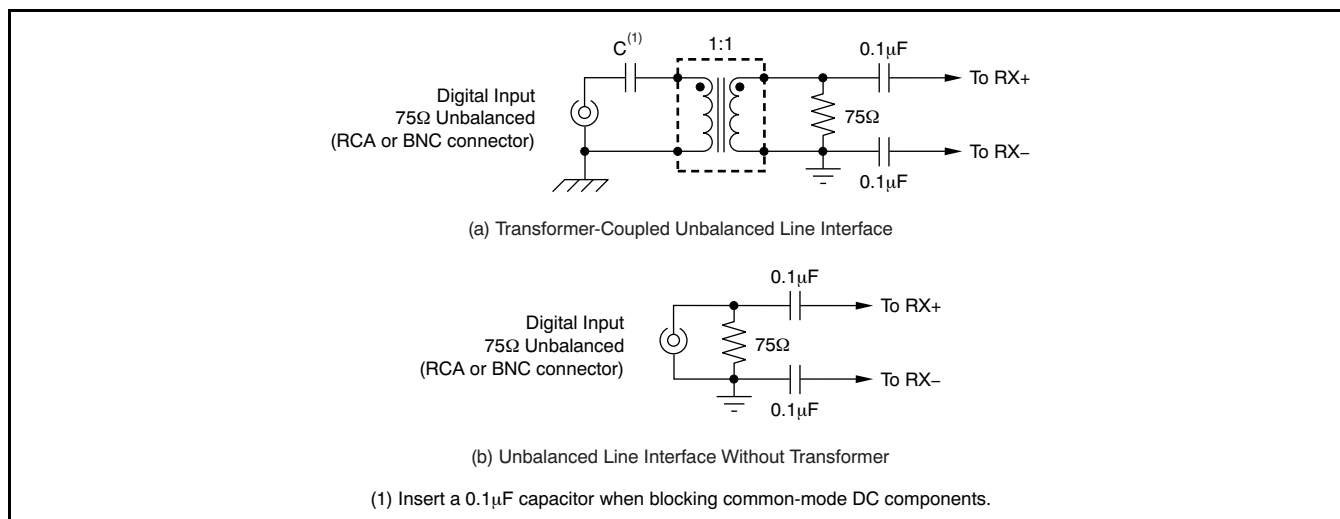 C(1)
1:1
0.1µF
To RX+
Digital Input
75Ω Unbalanced
(RCA or BNC connector)
75Ω
To RX–
0.1µF
(a) Transformer-Coupled Unbalanced Line Interface
0.1µF
To RX+
Digital Input
75Ω Unbalanced
(RCA or BNC connector)
75Ω
To RX–
0.1µF
(b) Unbalanced Line Interface Without Transformer
(1) Insert a 0.1µF capacitor when blocking common-mode DC components.